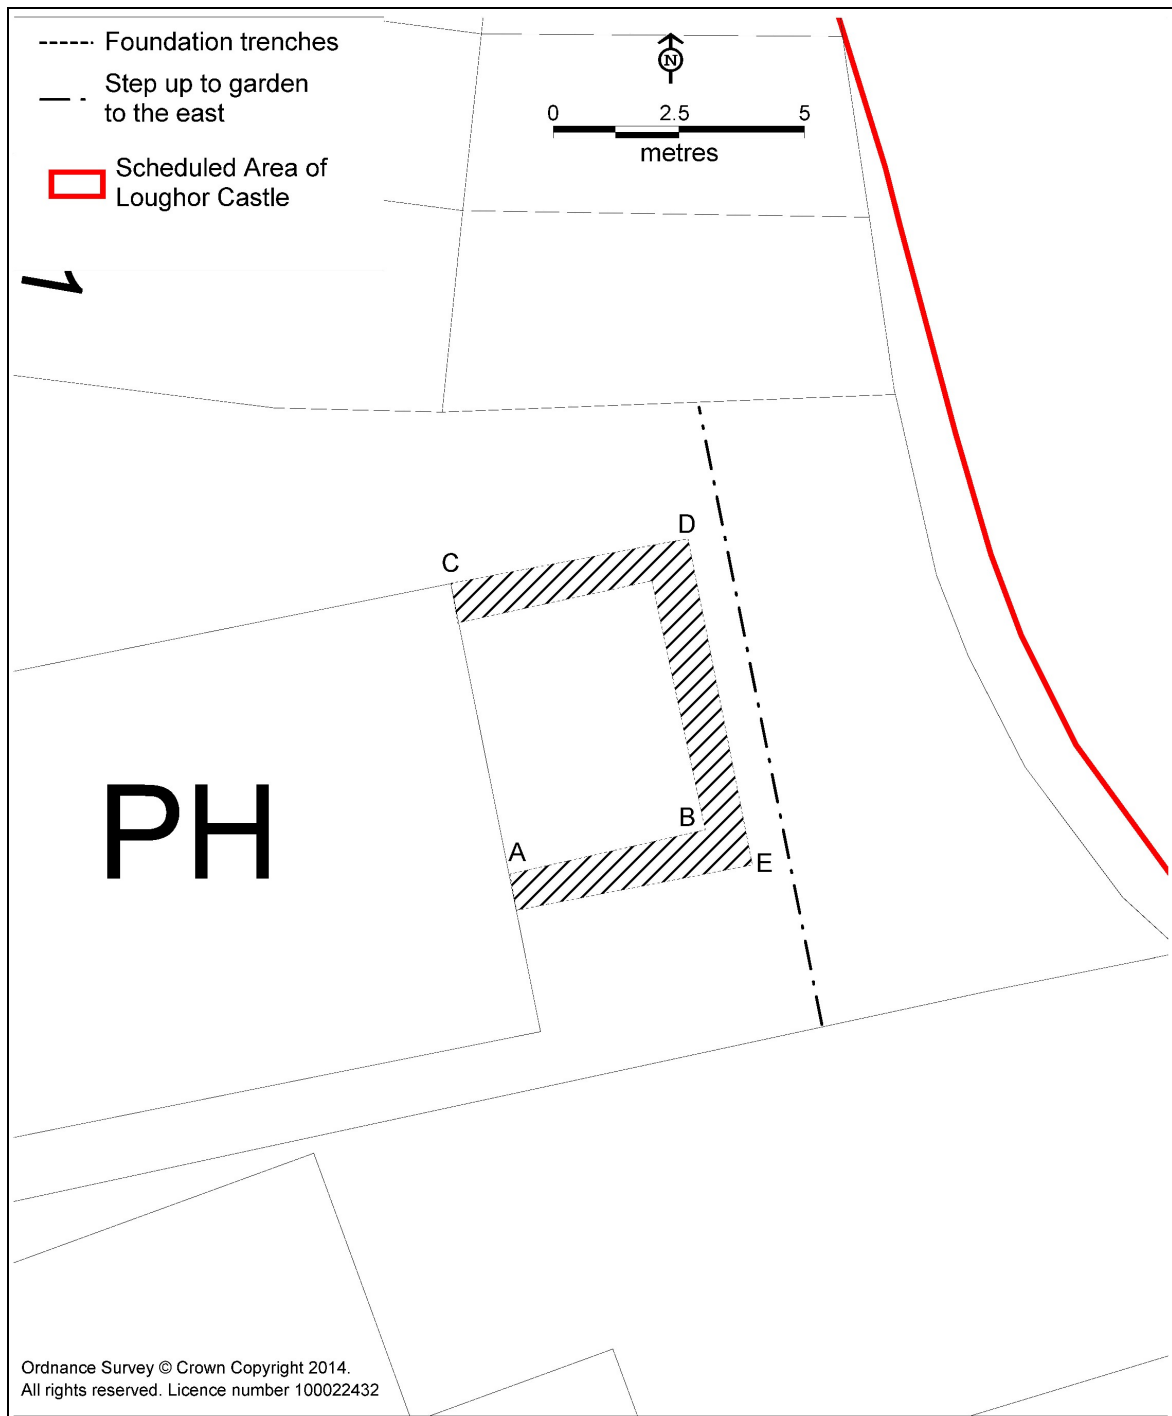 Foundation trenches
Step up to garden
to the east
Scheduled Area of
Loughor Castle
N
0 2.5 5
metres
C
D
A
B
E
PH
Ordnance Survey © Crown Copyright 2014.
All rights reserved. Licence number 100022432